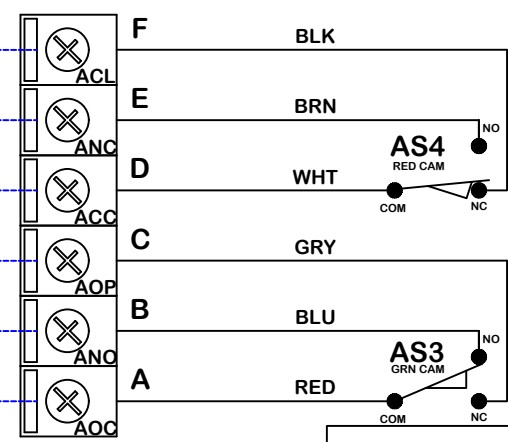 F
BLK
ACL
E
BRN
NO
ANC
AS4
RED CAM
D
WHT
ACC
COM
NC
C
GRY
AOP
B
BLU
NO
ANO
AS3
GRN CAM
A
RED
AOC
COM
NC